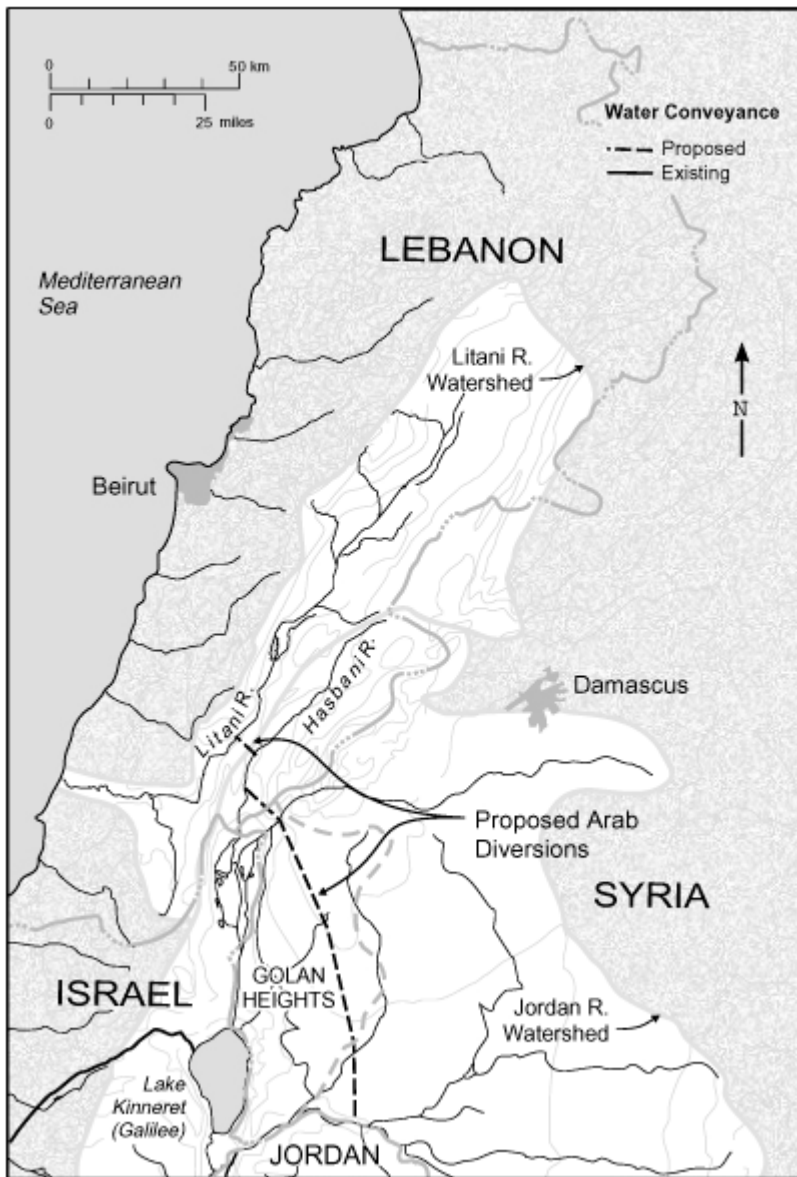 0 50 km
0 25 miles
Water Conveyance
Proposed
Existing
LEBANON
Mediterranean
Sea
Litani R.
Watershed
N
Beirut
Damascus
Litani R.
Hasbani R.
Proposed Arab
Diversions
SYRIA
GOLAN
HEIGHTS
ISRAEL
Jordan R.
Watershed
Lake
Kinneret
(Galilee)
JORDAN